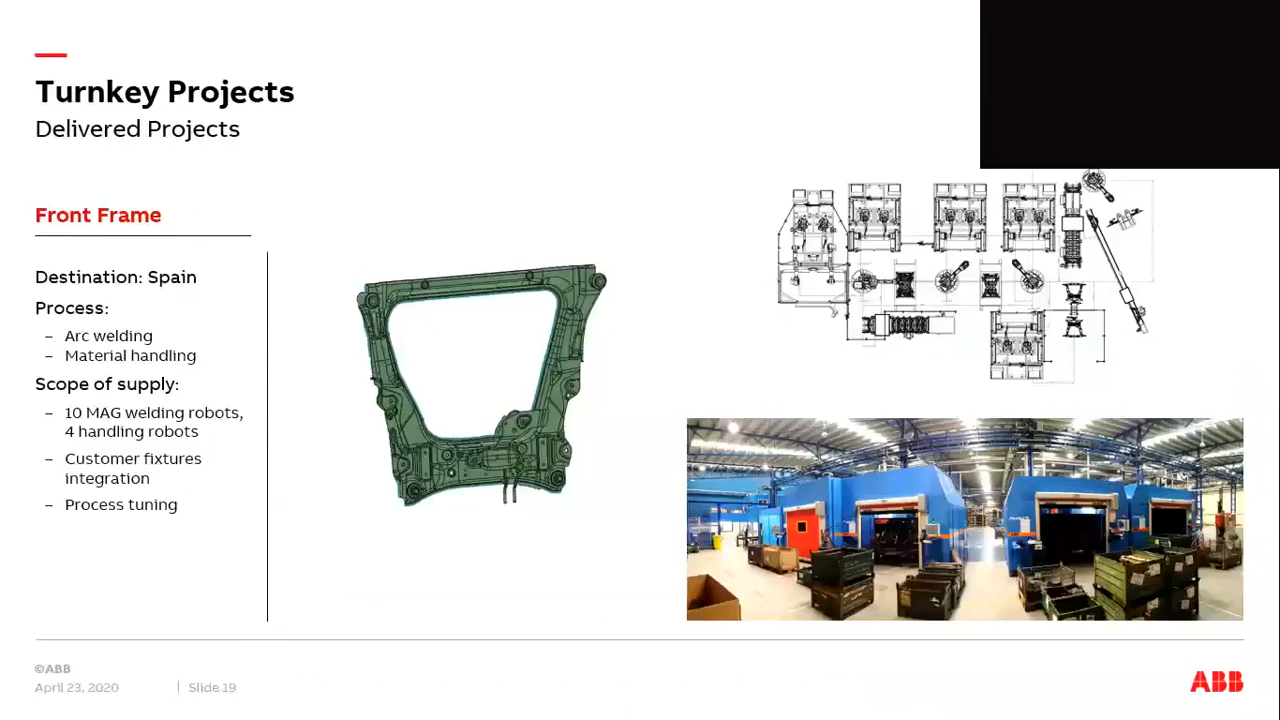 Turnkey Projects
Delivered Projects
Front Frame
Destination: Spain
Process:
– Arc welding
– Material handling
Scope of supply:
– 10 MAG welding robots,
4 handling robots
– Customer fixtures
integration
– Process tuning
©ABB
April 23, 2020
Slide 19
ABB